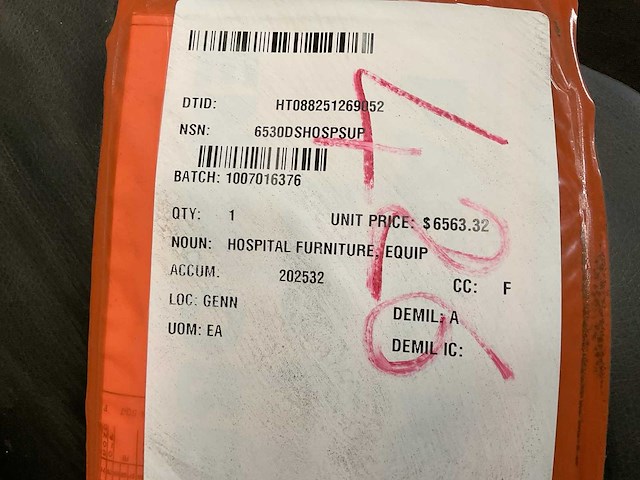 DTID: HT088251269052
NSN: 6530DSHOSPSUP
BATCH: 1007016376
QTY: 1 UNIT PRICE: $6563.32
NOUN: HOSPITAL FURNITURE, EQUIP
ACCUM. 202532 CC: F
LOC: GENN DEMIL: A
UOM: EA DEMIL IC: